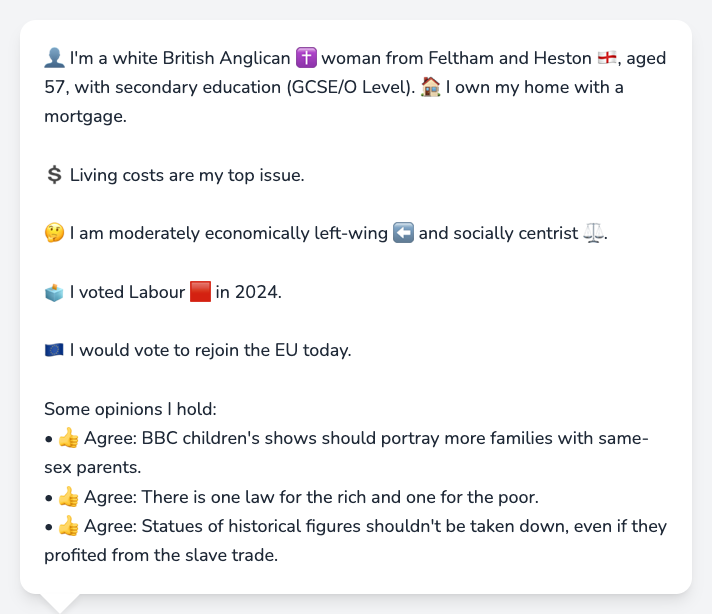 👤 I'm a white British Anglican ✝️ woman from Feltham and Heston 🏴󠁧󠁢󠁥󠁮󠁧󠁿, aged
57, with secondary education (GCSE/O Level). 🏠 I own my home with a
mortgage.
💲 Living costs are my top issue.
🤔 I am moderately economically left-wing ⬅️ and socially centrist ⚖️.
🗳️ I voted Labour 🟥 in 2024.
🇪🇺 I would vote to rejoin the EU today.
Some opinions I hold:
• 👍 Agree: BBC children's shows should portray more families with same-
sex parents.
• 👍 Agree: There is one law for the rich and one for the poor.
• 👍 Agree: Statues of historical figures shouldn't be taken down, even if they
profited from the slave trade.